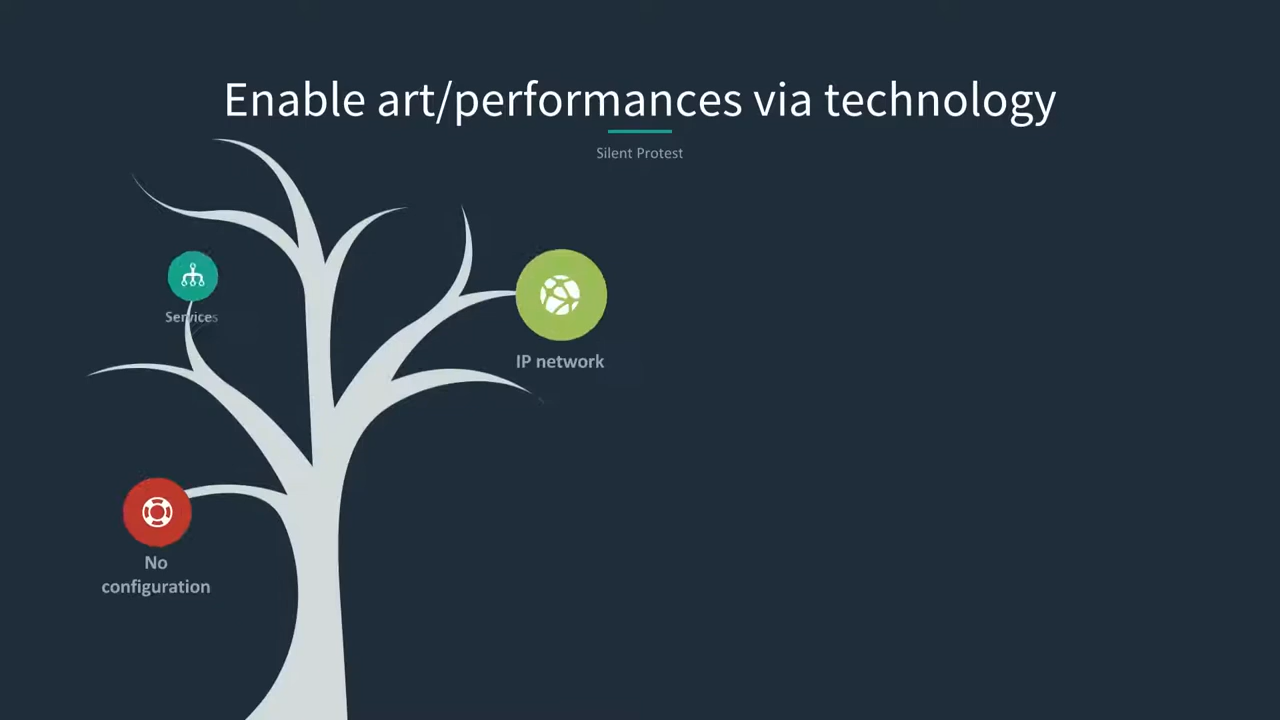 Enable art/performances via technology
Silent Protest
Services
IP network
No
configuration